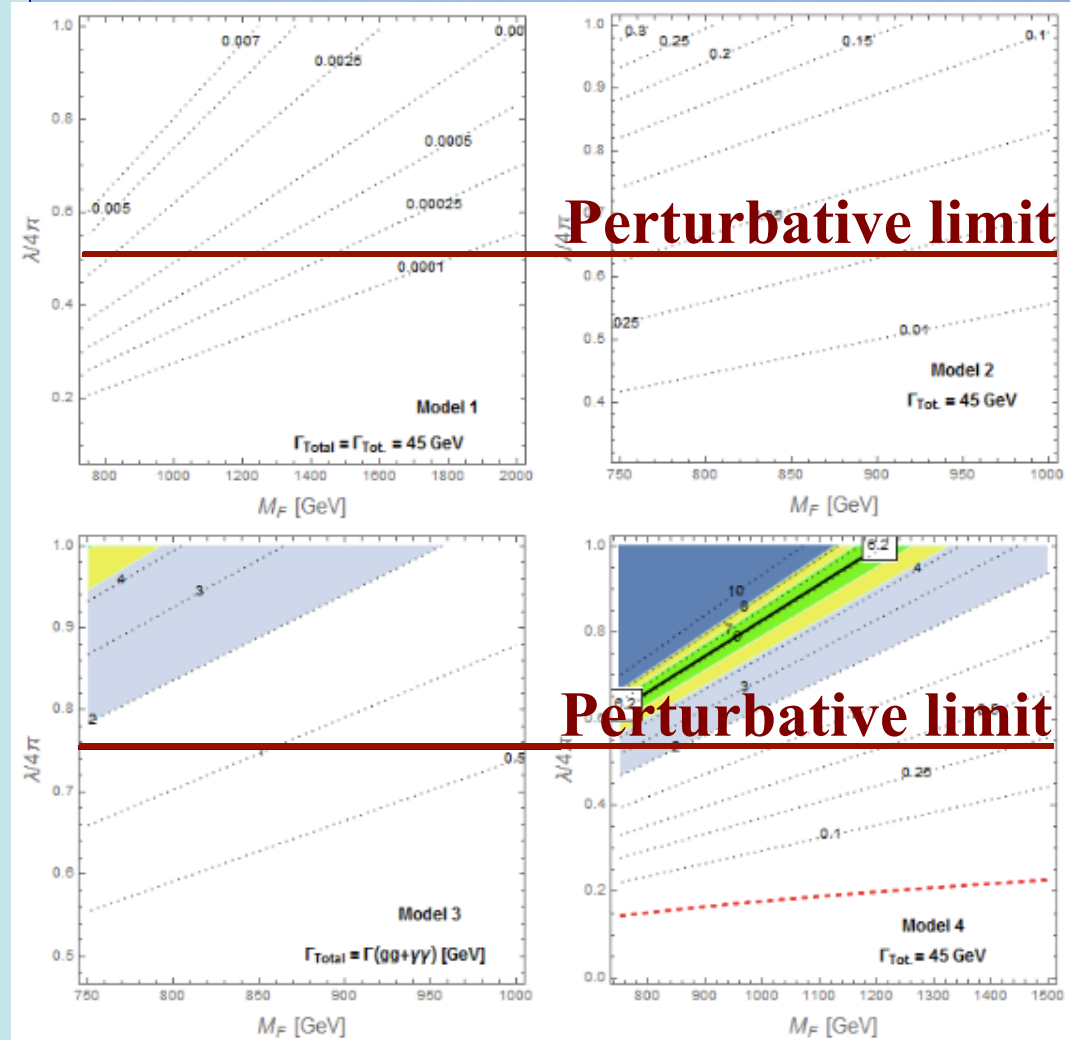 1.0
0.8
0.6
0.4
0.2
0.007
0.0025
0.00
0.0005
0.00025
0.005
0.0001
λ/4π
Model 1
Γ_Total = Γ_Tot. = 45 GeV
800 1000 1200 1400 1600 1800 2000
M_F [GeV]
1.0
0.9
0.8
0.6
0.5
0.4
0.3
0.25
0.2
0.15
0.1
Perturbative limit
025
0.01
Model 2
Γ_Tot. = 45 GeV
750 800 850 900 950 1000
M_F [GeV]
1.0
0.9
0.8
0.7
0.6
0.5
4
3
2
0.5
λ/4π
Model 3
Γ_Total = Γ(gg+γγ) [GeV]
750 800 850 900 950 1000
M_F [GeV]
1.0
0.8
0.4
0.2
0.0
6.2
10
8
7
4
3
Perturbative limit
0.25
0.1
Model 4
Γ_Tot. = 45 GeV
800 900 1000 1100 1200 1300 1400 1500
M_F [GeV]